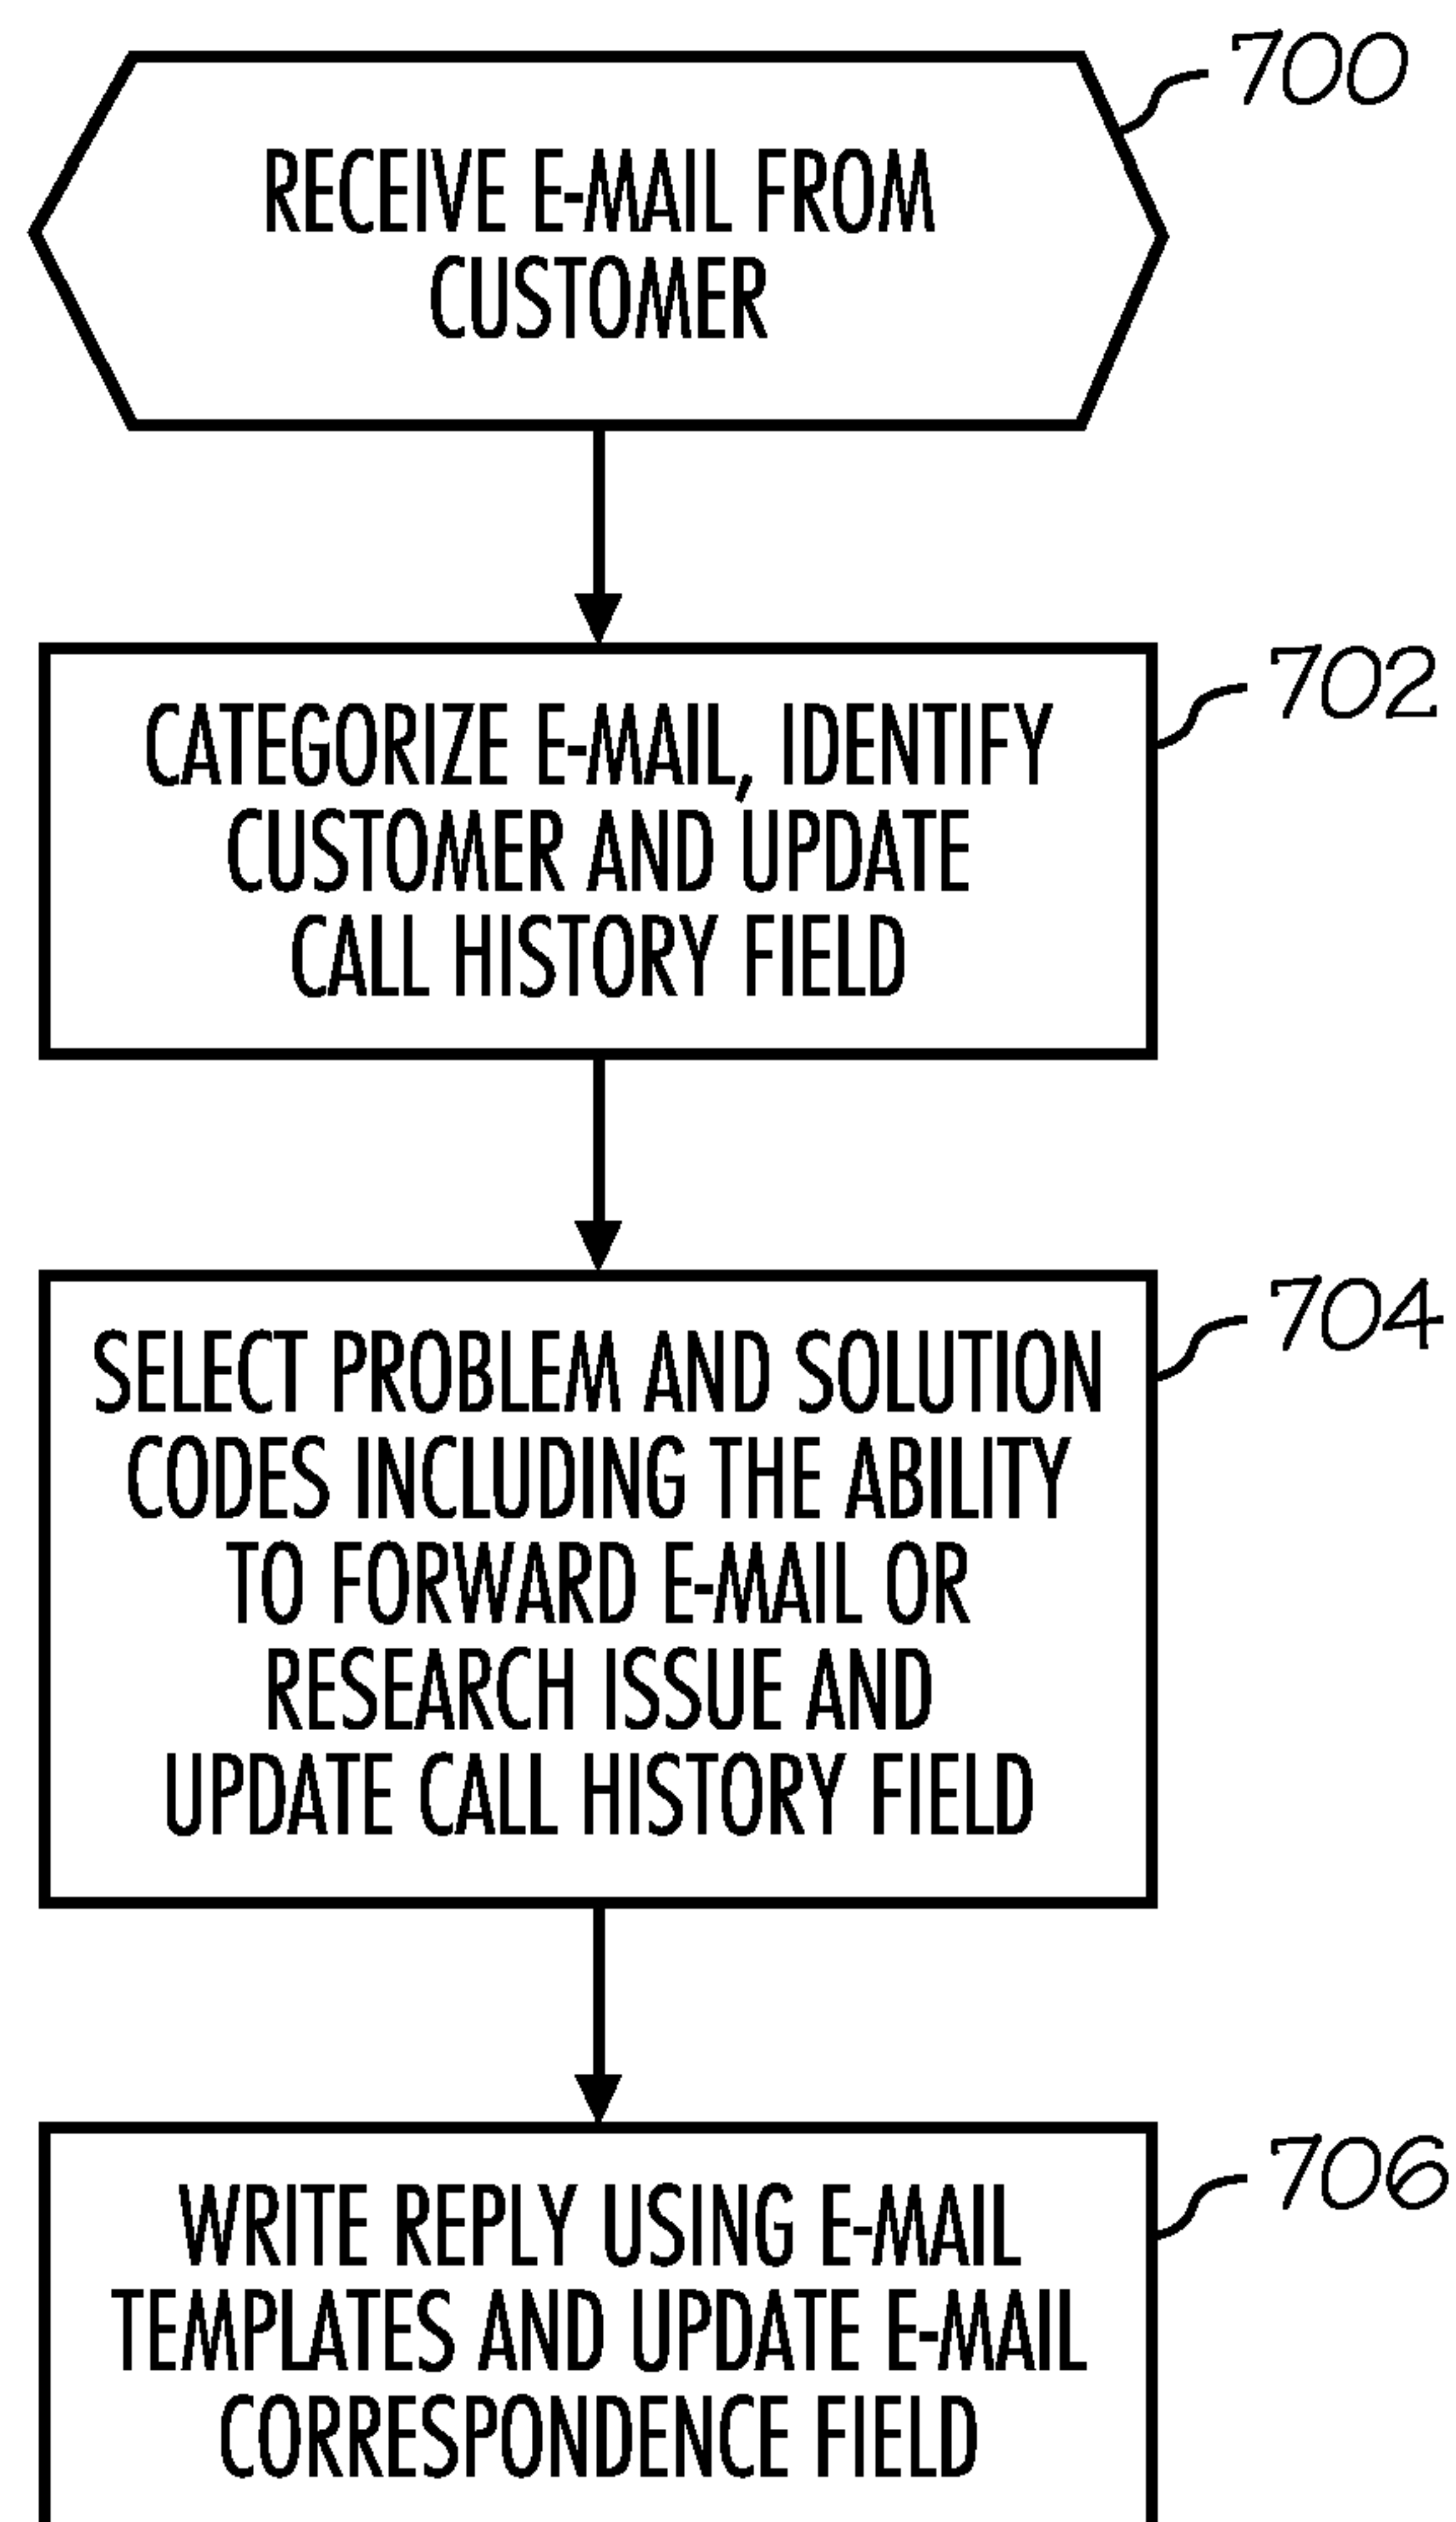 700
RECEIVE E-MAIL FROM
CUSTOMER
702
CATEGORIZE E-MAIL, IDENTIFY
CUSTOMER AND UPDATE
CALL HISTORY FIELD
704
SELECT PROBLEM AND SOLUTION
CODES INCLUDING THE ABILITY
TO FORWARD E-MAIL OR
RESEARCH ISSUE AND
UPDATE CALL HISTORY FIELD
706
WRITE REPLY USING E-MAIL
TEMPLATES AND UPDATE E-MAIL
CORRESPONDENCE FIELD